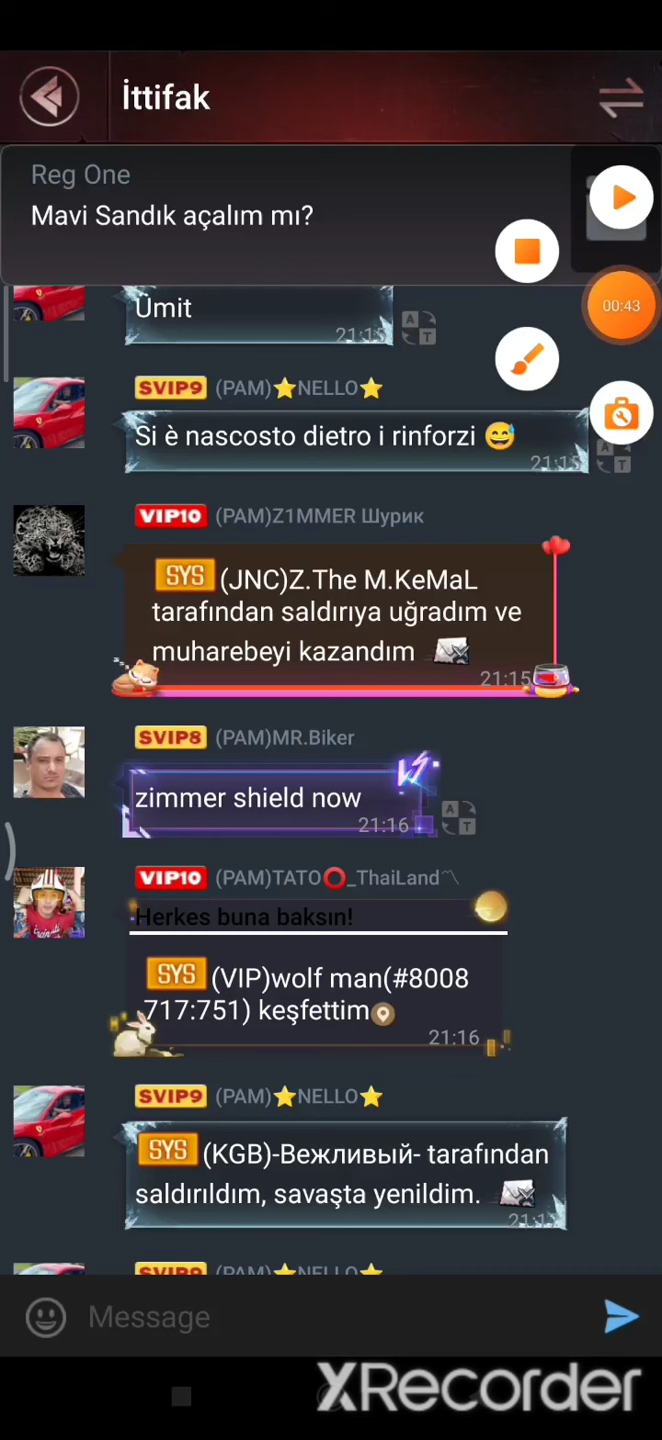 İttifak
Reg One
Mavi Sandık açalım mı?
00:43
Ümit
21:15
SVIP9 (PAM)⭐NELLO⭐
Si è nascosto dietro i rinforzi 😅
21:15
VIP10 (PAM)Z1MMER Шурик
SYS (JNC)Z.The M.KeMaL
tarafından saldırıya uğradım ve
muharebeyi kazandım
21:15
SVIP8 (PAM)MR.Biker
zimmer shield now
21:16
VIP10 (PAM)TATO⭕_ThaiLand〽
Herkes buna baksın!
SYS (VIP)wolf man(#8008
717:751) keşfettim
21:16
SVIP9 (PAM)⭐NELLO⭐
SYS (KGB)-Вежливый- tarafından
saldırıldım, savaşta yenildim.
SVIP9 (PAM)⭐NELLO⭐
Message
XRecorder